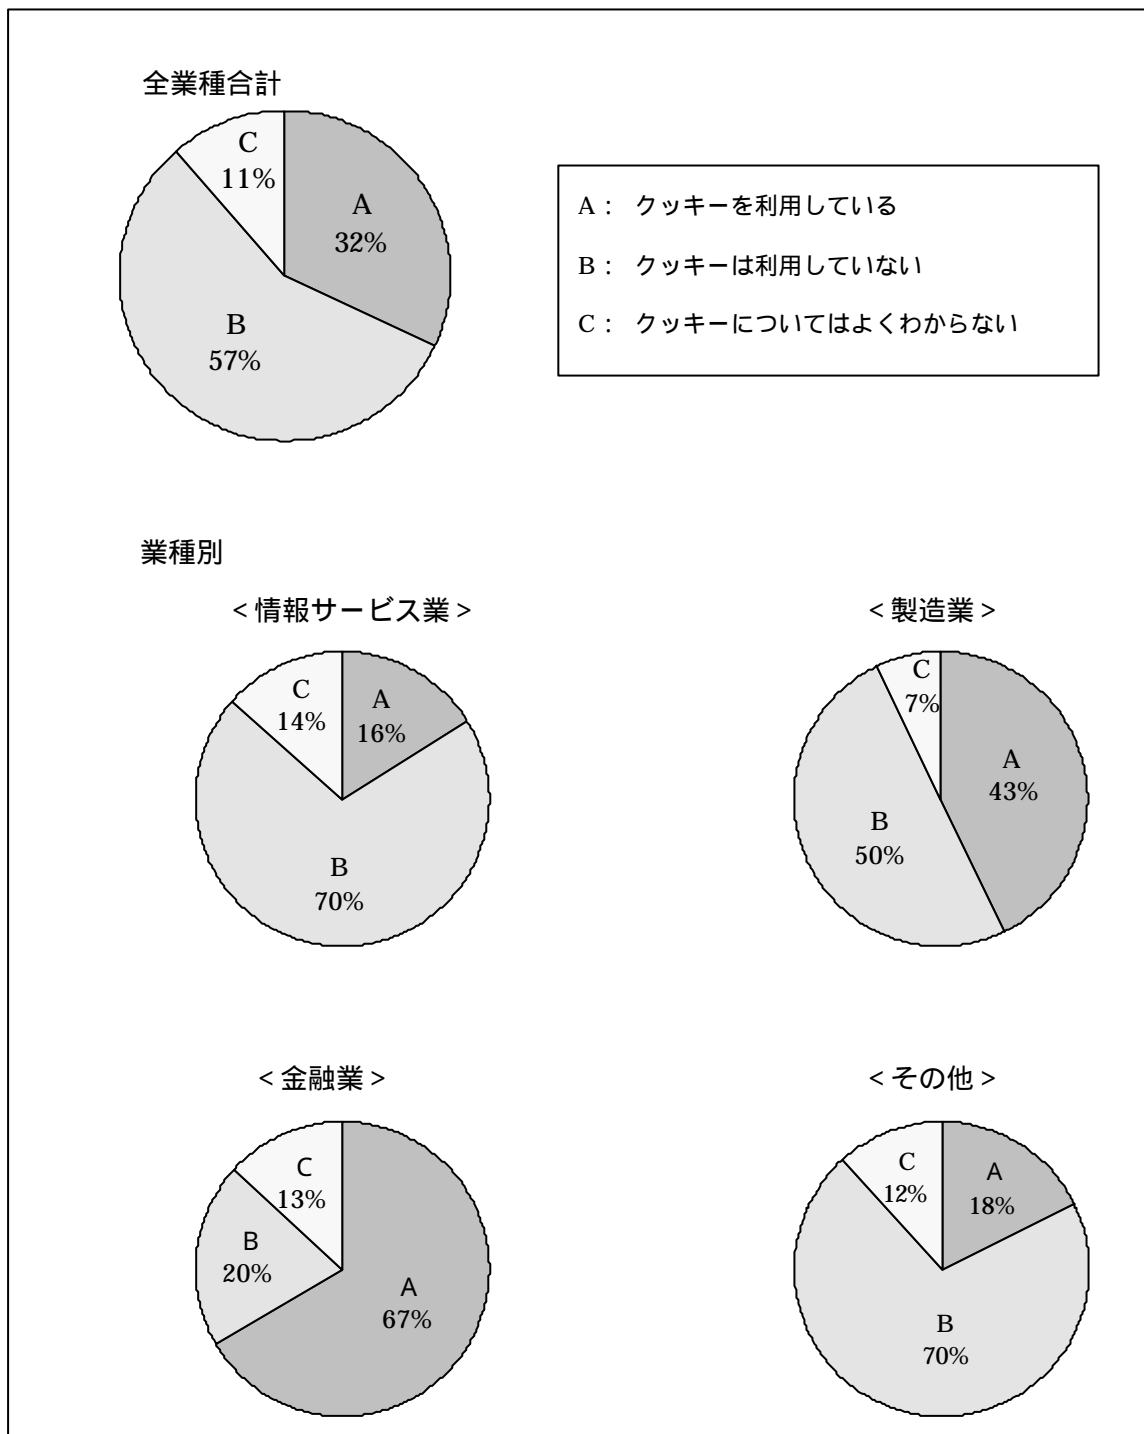 全業種合計
C
11%
A
32%
B
57%
A： クッキーを利用している
B： クッキーは利用していない
C： クッキーについてはよくわからない
業種別
＜情報サービス業＞
C
14%
A
16%
B
70%
＜製造業＞
C
7%
A
43%
B
50%
＜金融業＞
C
13%
B
20%
A
67%
＜その他＞
C
12%
A
18%
B
70%